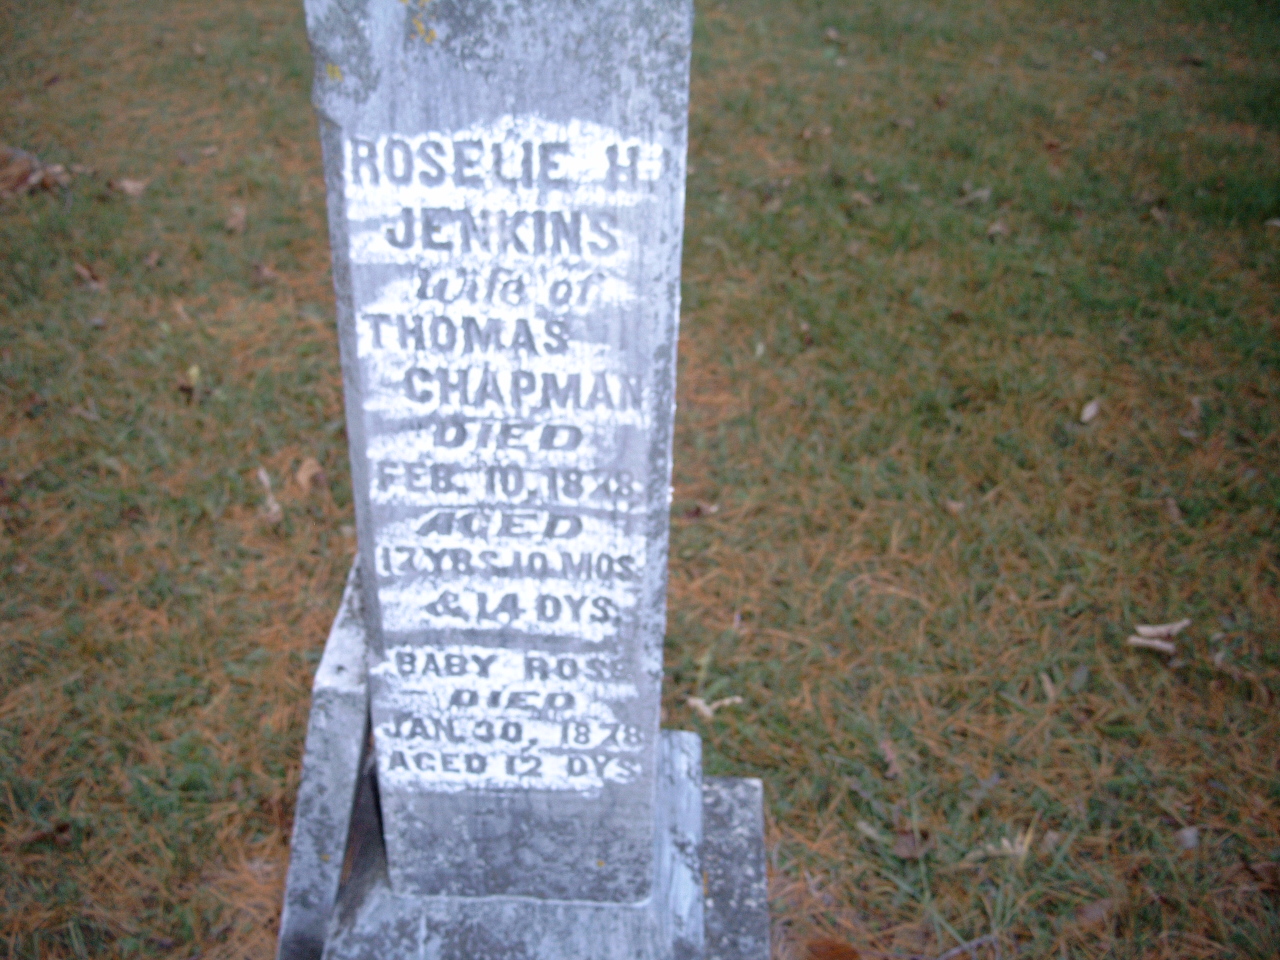 ROSELIE H.
JENKINS
Wife of
THOMAS
CHAPMAN
DIED
FEB. 10, 1878
AGED
17 YRS. 10 MOS.
& 14 DYS.
BABY ROSE
DIED
JAN. 30, 1878
AGED 12 DYS